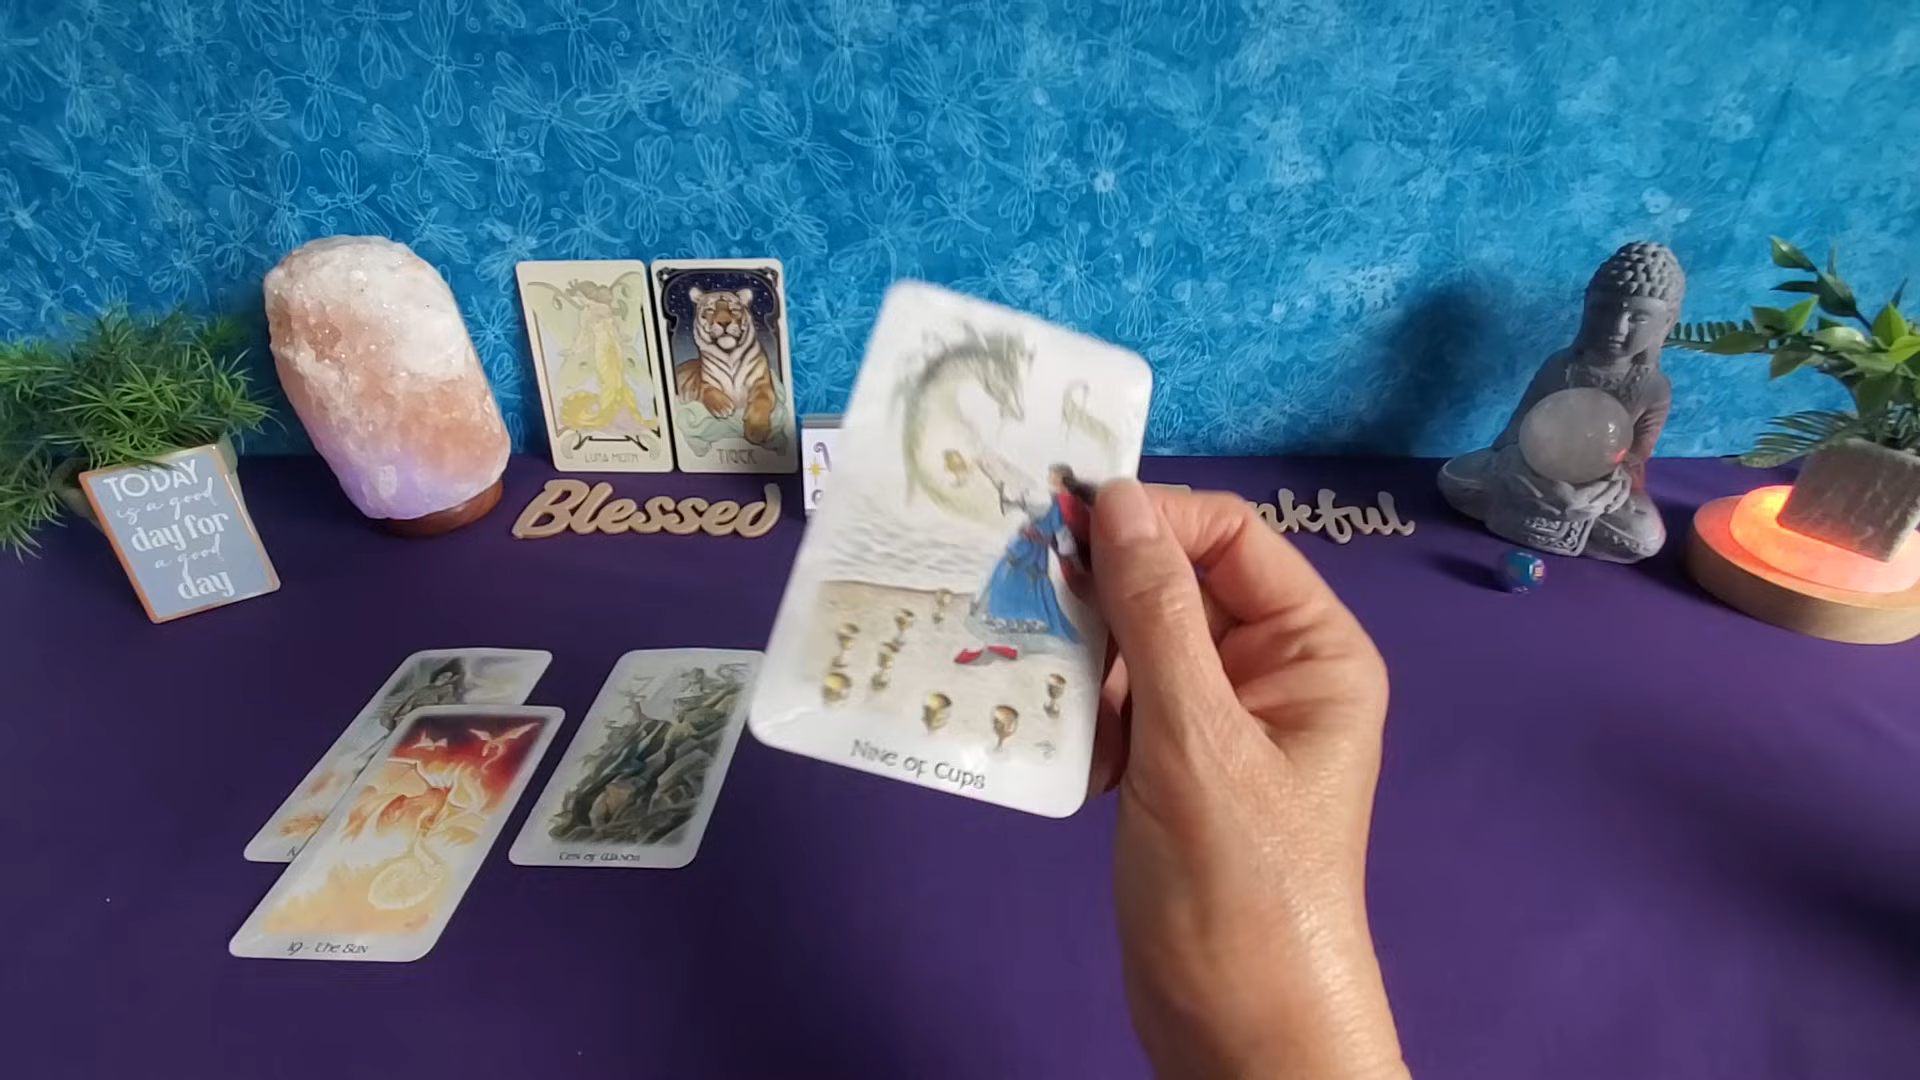 TODAY
is a good
day for
a good
day
LUNA MOTH
TIGER
Blessed
nkful
Nine of Cups
Ten of Wands
19 - The Sun